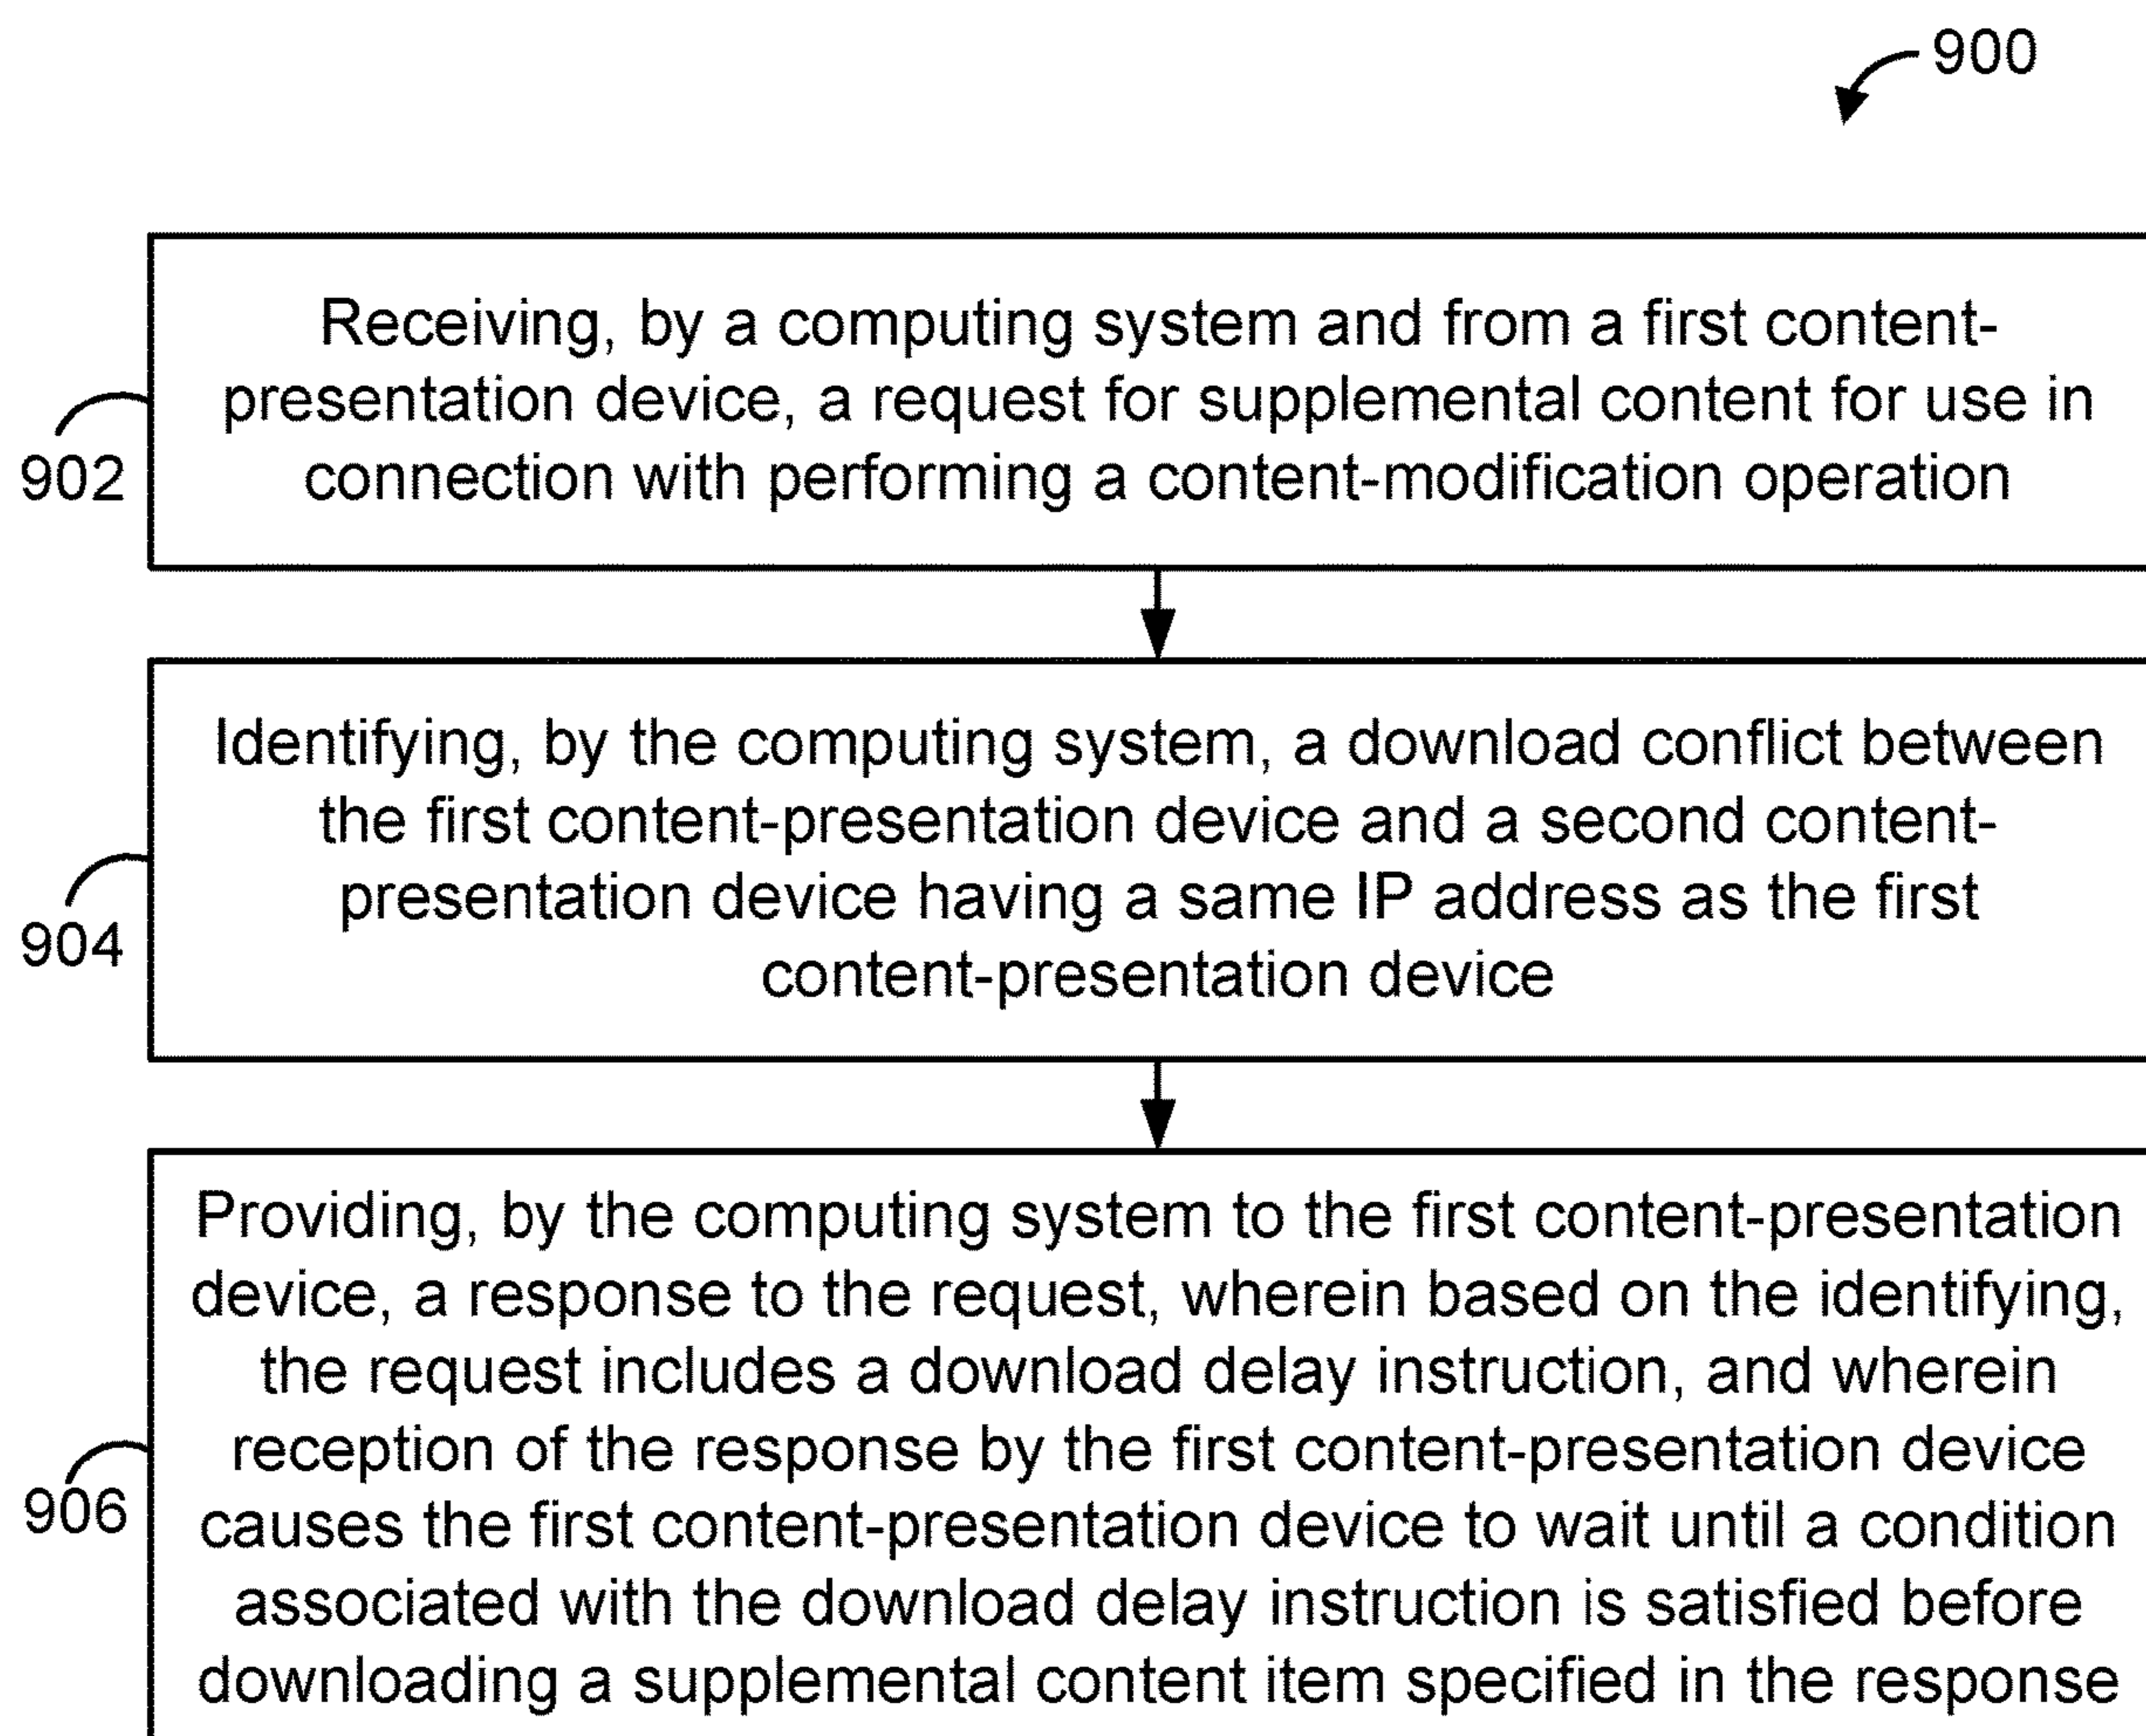 900
Receiving, by a computing system and from a first content-
presentation device, a request for supplemental content for use in
connection with performing a content-modification operation
902
Identifying, by the computing system, a download conflict between
the first content-presentation device and a second content-
presentation device having a same IP address as the first
content-presentation device
904
Providing, by the computing system to the first content-presentation
device, a response to the request, wherein based on the identifying,
the request includes a download delay instruction, and wherein
reception of the response by the first content-presentation device
causes the first content-presentation device to wait until a condition
associated with the download delay instruction is satisfied before
downloading a supplemental content item specified in the response
906